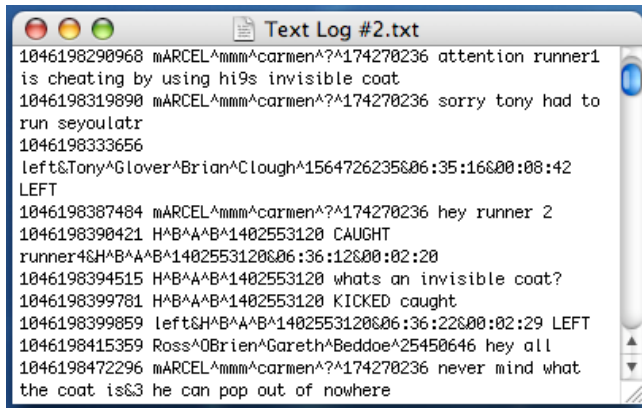 Text Log #2.txt
1046198290968 mARCEL^mmm^carmen^?^174270236 attention runner1
is cheating by using hi9s invisible coat
1046198319890 mARCEL^mmm^carmen^?^174270236 sorry tony had to
run seyoulatr
1046198333656
left&Tony^Glover^Brian^Clough^1564726235&06:35:16&00:08:42
LEFT
1046198387484 mARCEL^mmm^carmen^?^174270236 hey runner 2
1046198390421 H^B^A^B^1402553120 CAUGHT
runner4&H^B^A^B^1402553120&06:36:12&00:02:20
1046198394515 H^B^A^B^1402553120 whats an invisible coat?
1046198399781 H^B^A^B^1402553120 KICKED caught
1046198399859 left&H^B^A^B^1402553120&06:36:22&00:02:29 LEFT
1046198415359 Ross^OBrien^Gareth^Beddoe^25450646 hey all
1046198472296 mARCEL^mmm^carmen^?^174270236 never mind what
the coat is&3 he can pop out of nowhere